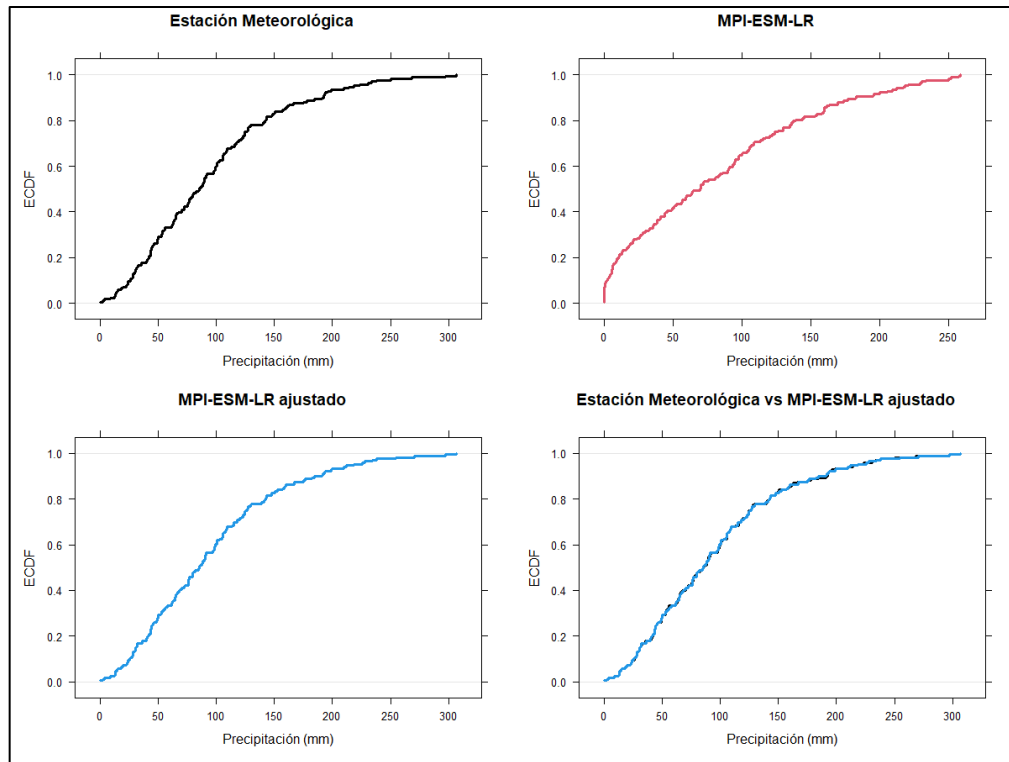 Estación Meteorológica
ECDF
1.0
0.8
0.6
0.4
0.2
0.0
0 50 100 150 200 250 300
Precipitación (mm)
MPI-ESM-LR
ECDF
1.0
0.8
0.6
0.4
0.2
0.0
0 50 100 150 200 250
Precipitación (mm)
MPI-ESM-LR ajustado
ECDF
1.0
0.8
0.6
0.4
0.2
0.0
0 50 100 150 200 250 300
Precipitación (mm)
Estación Meteorológica vs MPI-ESM-LR ajustado
ECDF
1.0
0.8
0.6
0.4
0.2
0.0
0 50 100 150 200 250 300
Precipitación (mm)